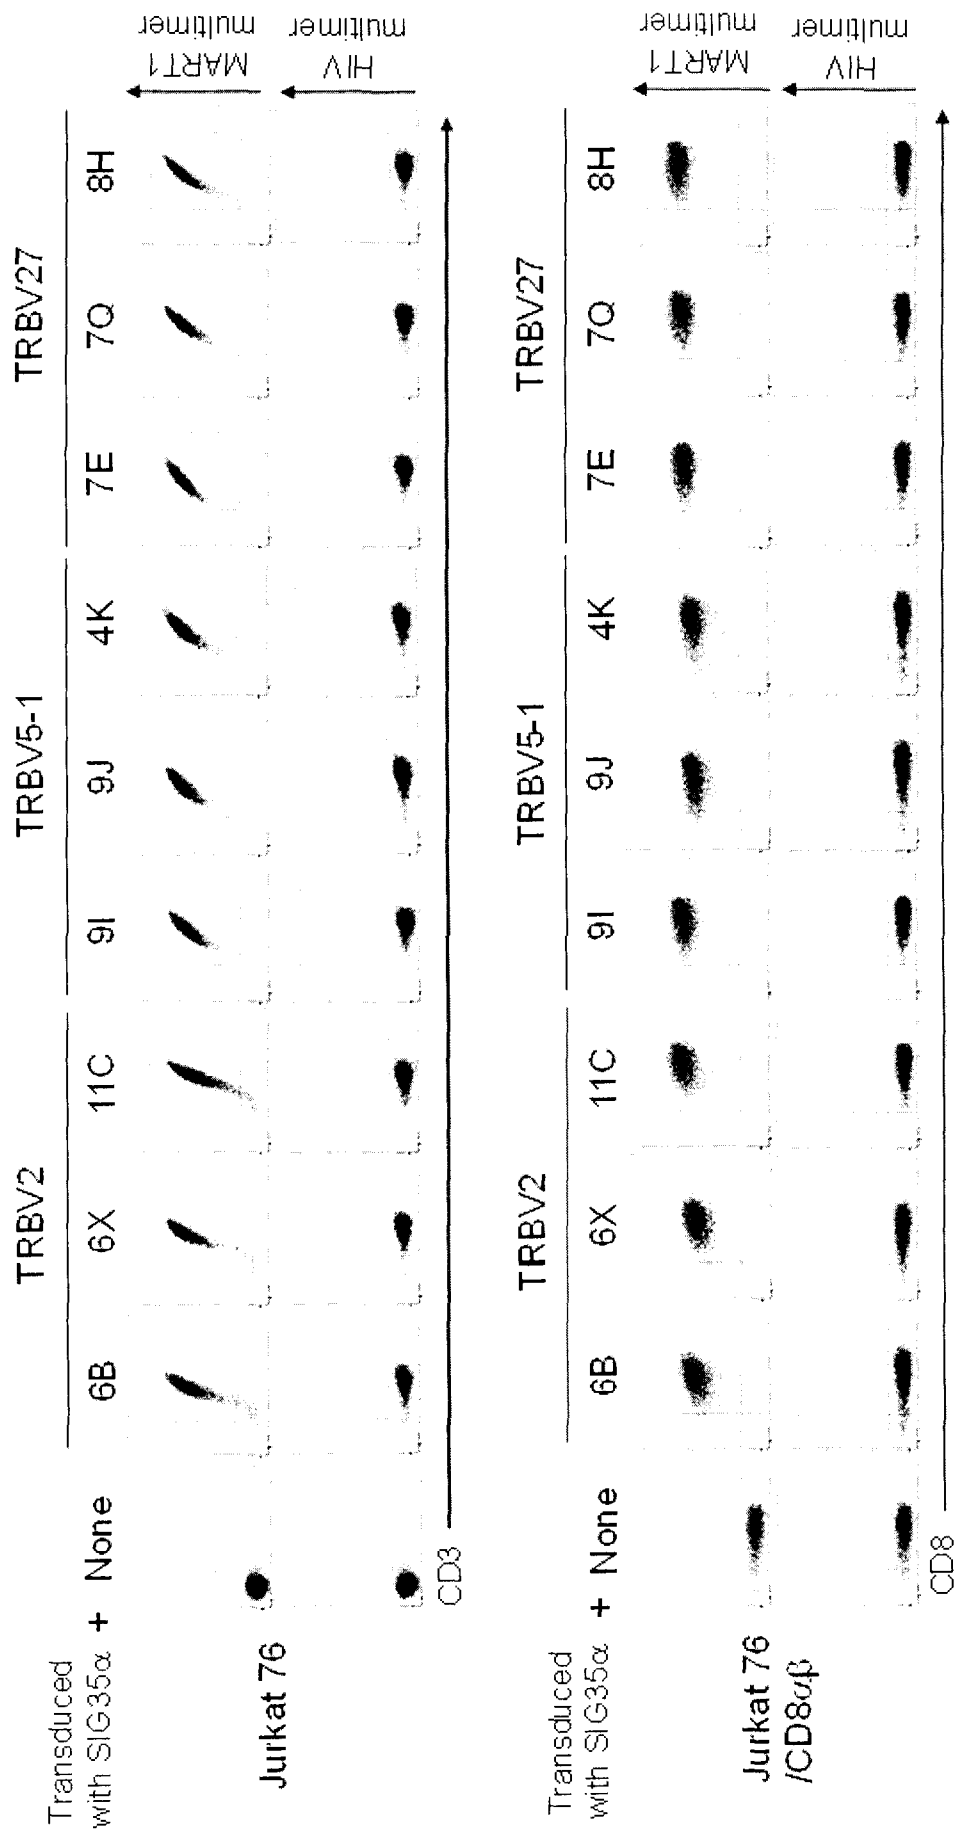 TRBV2 TRBV5-1 TRBV27
Transduced
with SIG35α + None 6B 6X 11C 9I 9J 4K 7E 7Q 8H
Jurkat 76
MART1
multimer
HIV
multimer
CD3
TRBV2 TRBV5-1 TRBV27
Transduced
with SIG35α + None 6B 6X 11C 9I 9J 4K 7E 7Q 8H
Jurkat 76
/CD8αβ
MART1
multimer
HIV
multimer
CD8